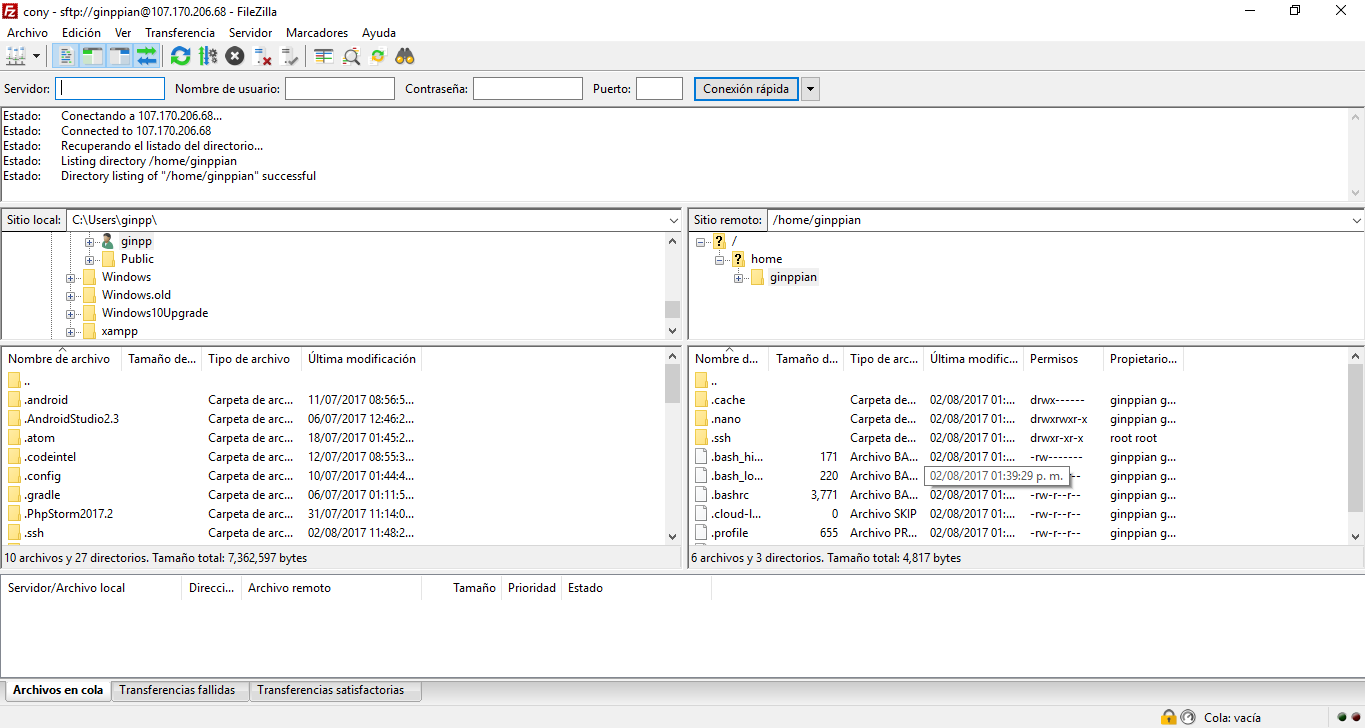 cony - sftp://ginppian@107.170.206.68 - FileZilla
Archivo Edición Ver Transferencia Servidor Marcadores Ayuda
Servidor: Nombre de usuario: Contraseña: Puerto: Conexión rápida
Estado: Conectando a 107.170.206.68...
Estado: Connected to 107.170.206.68
Estado: Recuperando el listado del directorio...
Estado: Listing directory /home/ginppian
Estado: Directory listing of "/home/ginppian" successful
Sitio local: C:\Users\ginpp\
ginpp
Public
Windows
Windows.old
Windows10Upgrade
xampp
Nombre de archivo Tamaño de... Tipo de archivo Última modificación
..
.android Carpeta de arc... 11/07/2017 08:56:5...
.AndroidStudio2.3 Carpeta de arc... 06/07/2017 12:46:2...
.atom Carpeta de arc... 18/07/2017 01:45:2...
.codeintel Carpeta de arc... 12/07/2017 08:55:3...
.config Carpeta de arc... 10/07/2017 01:44:4...
.gradle Carpeta de arc... 06/07/2017 01:11:5...
.PhpStorm2017.2 Carpeta de arc... 31/07/2017 11:14:0...
.ssh Carpeta de arc... 02/08/2017 11:48:2...
10 archivos y 27 directorios. Tamaño total: 7,362,597 bytes
Sitio remoto: /home/ginppian
/
home
ginppian
Nombre d... Tamaño d... Tipo de arc... Última modific... Permisos Propietario...
..
.cache Carpeta de... 02/08/2017 01:... drwx------ ginppian g...
.nano Carpeta de... 02/08/2017 01:... drwxrwxr-x ginppian g...
.ssh Carpeta de... 02/08/2017 01:... drwxr-xr-x root root
.bash_hi... 171 Archivo BA... 02/08/2017 01:... -rw------- ginppian g...
.bash_lo... 220 Archivo BA... 02/08/2017 01:39:29 p. m. --r-- ginppian g...
.bashrc 3,771 Archivo BA... 02/08/2017 01:... -rw-r--r-- ginppian g...
.cloud-l... 0 Archivo SKIP 02/08/2017 01:... -rw-r--r-- ginppian g...
.profile 655 Archivo PR... 02/08/2017 01:... -rw-r--r-- ginppian g...
6 archivos y 3 directorios. Tamaño total: 4,817 bytes
Servidor/Archivo local Direcci... Archivo remoto Tamaño Prioridad Estado
Archivos en cola Transferencias fallidas Transferencias satisfactorias
Cola: vacía